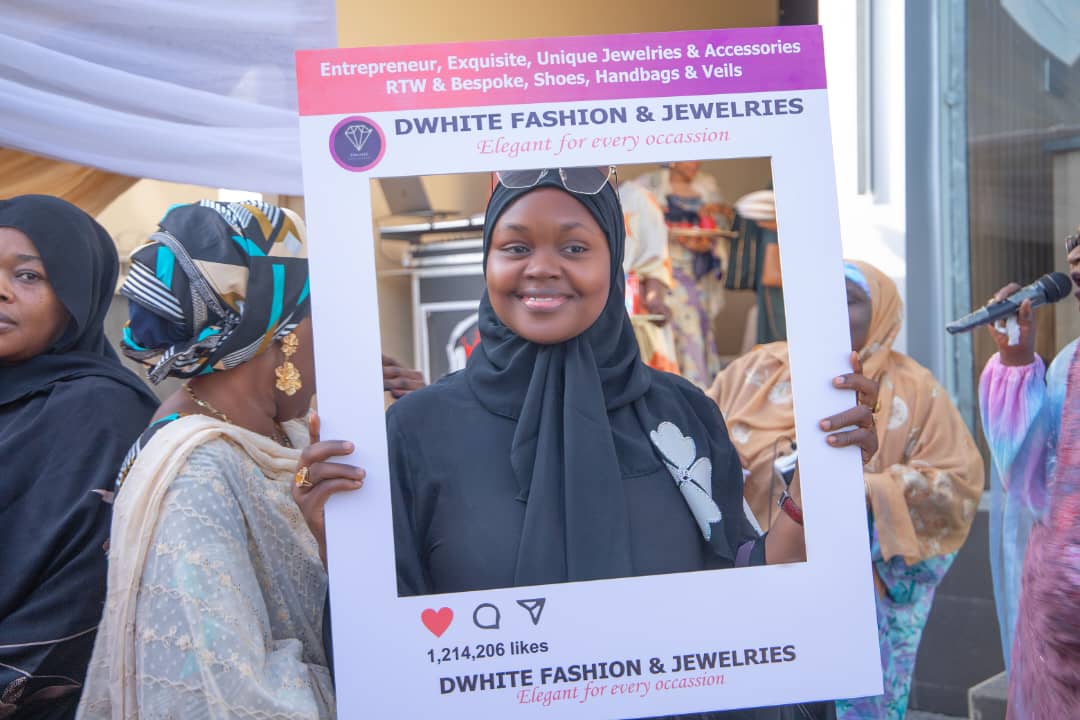 Entrepreneur, Exquisite, Unique Jewelries & Accessories
RTW & Bespoke, Shoes, Handbags & Veils
DWHITE FASHION & JEWELRIES
Elegant for every occassion
1,214,206 likes
DWHITE FASHION & JEWELRIES
Elegant for every occassion